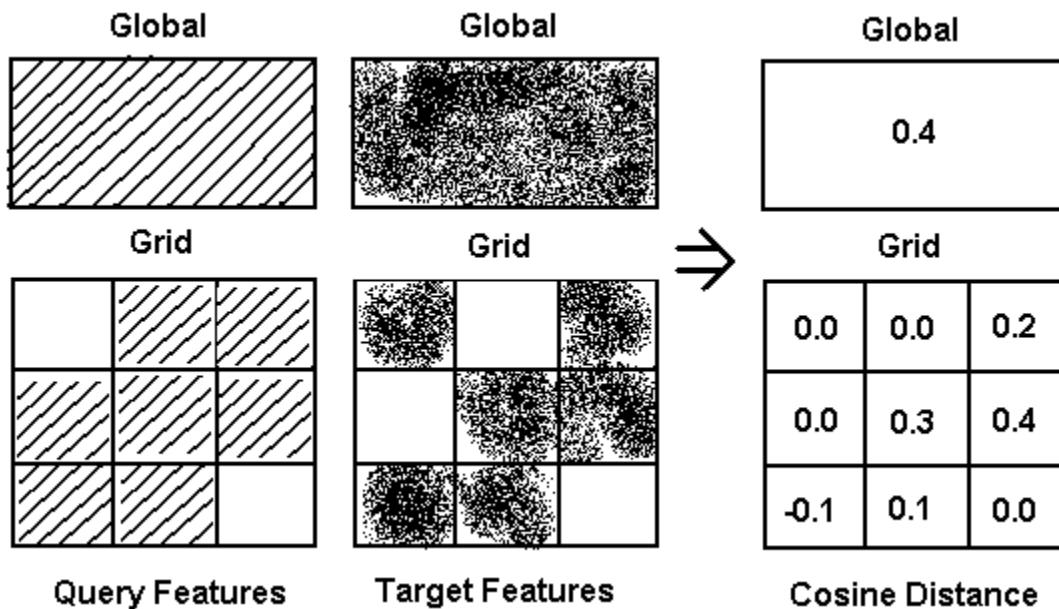 Global
Global
Global
0.4
Grid
Grid
Grid
0.0 0.0 0.2
0.0 0.3 0.4
-0.1 0.1 0.0
Query Features
Target Features
Cosine Distance